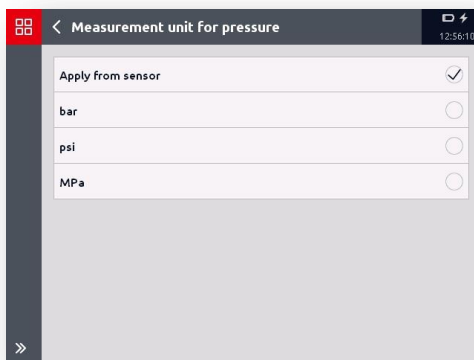 Measurement unit for pressure
12:56:10
Apply from sensor
bar
psi
MPa